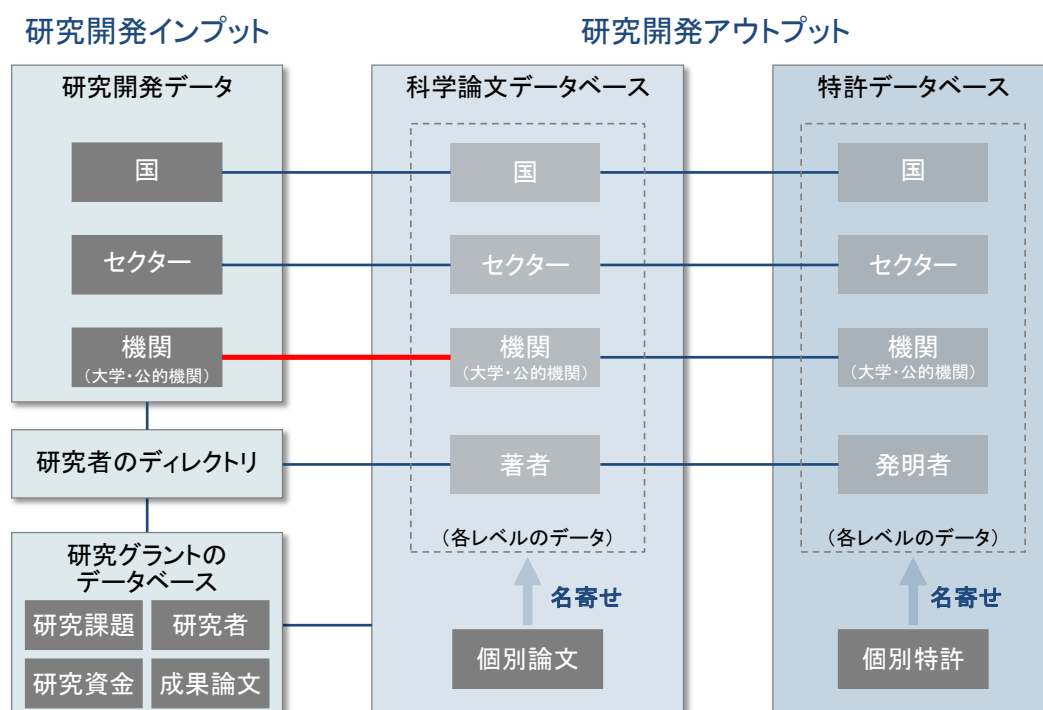 研究開発インプット
研究開発アウトプット
研究開発データ
国
セクター
機関
（大学・公的機関）
研究者のディレクトリ
研究グラントの
データベース
研究課題
研究者
研究資金
成果論文
科学論文データベース
国
セクター
機関
（大学・公的機関）
著者
（各レベルのデータ）
名寄せ
個別論文
特許データベース
国
セクター
機関
（大学・公的機関）
発明者
（各レベルのデータ）
名寄せ
個別特許